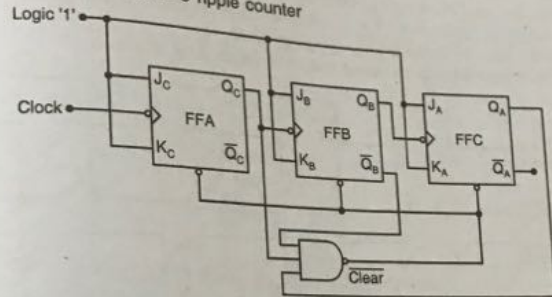 ripple counter
Logic '1'
J_C Q_C
J_B Q_B
J_A Q_A
Clock
FFA
FFB
FFC
K_C Q̅_C
K_B Q̅_B
K_A Q̅_A
C̅l̅e̅a̅r̅